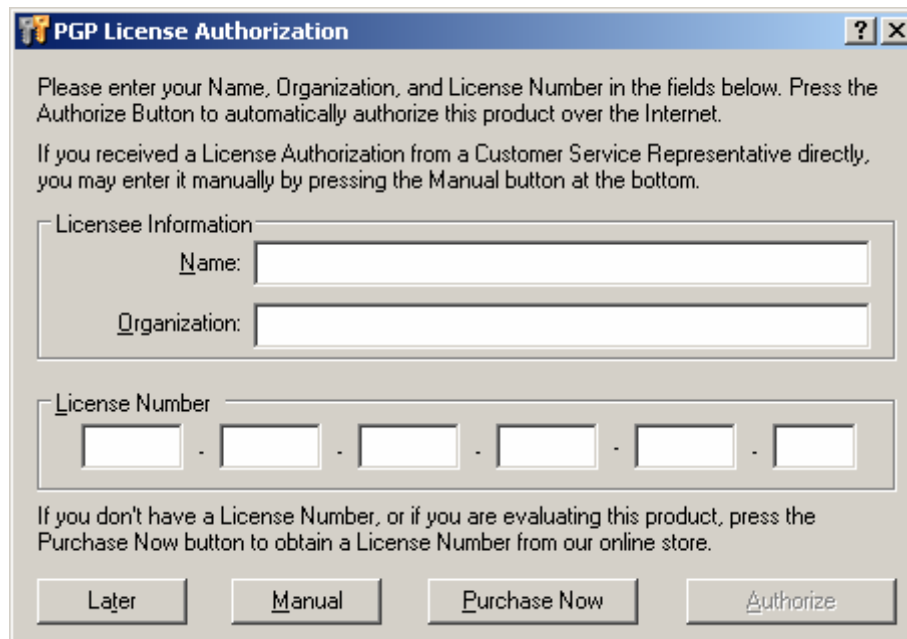 PGP License Authorization
Please enter your Name, Organization, and License Number in the fields below. Press the
Authorize Button to automatically authorize this product over the Internet.
If you received a License Authorization from a Customer Service Representative directly,
you may enter it manually by pressing the Manual button at the bottom.
Licensee Information
Name:
Organization:
License Number
- - - - -
If you don't have a License Number, or if you are evaluating this product, press the
Purchase Now button to obtain a License Number from our online store.
Later Manual Purchase Now Authorize